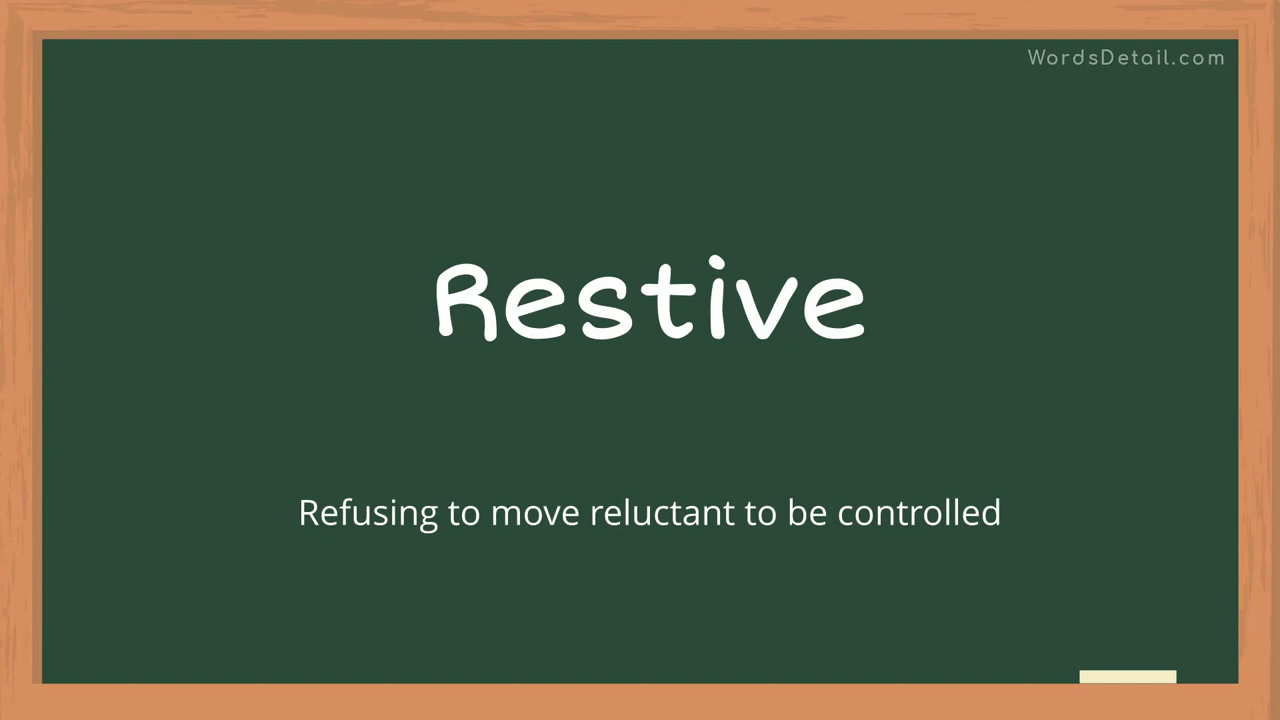 WordsDetail.com
Restive
Refusing to move reluctant to be controlled